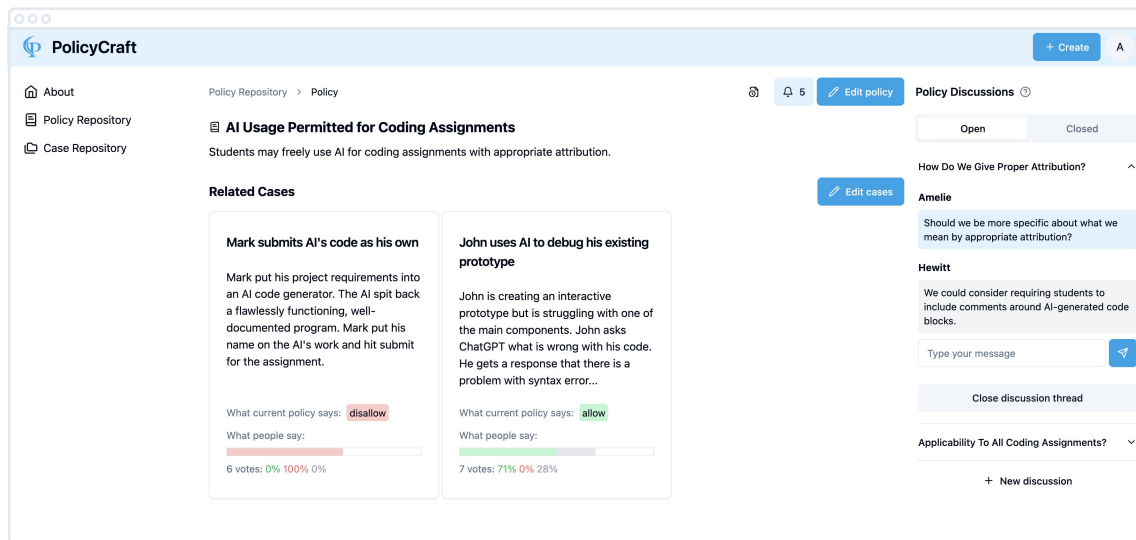 PolicyCraft
+ Create
A
About
Policy Repository
Case Repository
Policy Repository > Policy
5
Edit policy
AI Usage Permitted for Coding Assignments
Students may freely use AI for coding assignments with appropriate attribution.
Related Cases
Edit cases
Mark submits AI's code as his own
Mark put his project requirements into
an AI code generator. The AI spit back
a flawlessly functioning, well-
documented program. Mark put his
name on the AI's work and hit submit
for the assignment.
What current policy says: disallow
What people say:
6 votes: 0% 100% 0%
John uses AI to debug his existing
prototype
John is creating an interactive
prototype but is struggling with one of
the main components. John asks
ChatGPT what is wrong with his code.
He gets a response that there is a
problem with syntax error...
What current policy says: allow
What people say:
7 votes: 71% 0% 28%
Policy Discussions ?
Open
Closed
How Do We Give Proper Attribution?
Amelie
Should we be more specific about what we
mean by appropriate attribution?
Hewitt
We could consider requiring students to
include comments around AI-generated code
blocks.
Type your message
Close discussion thread
Applicability To All Coding Assignments?
+ New discussion